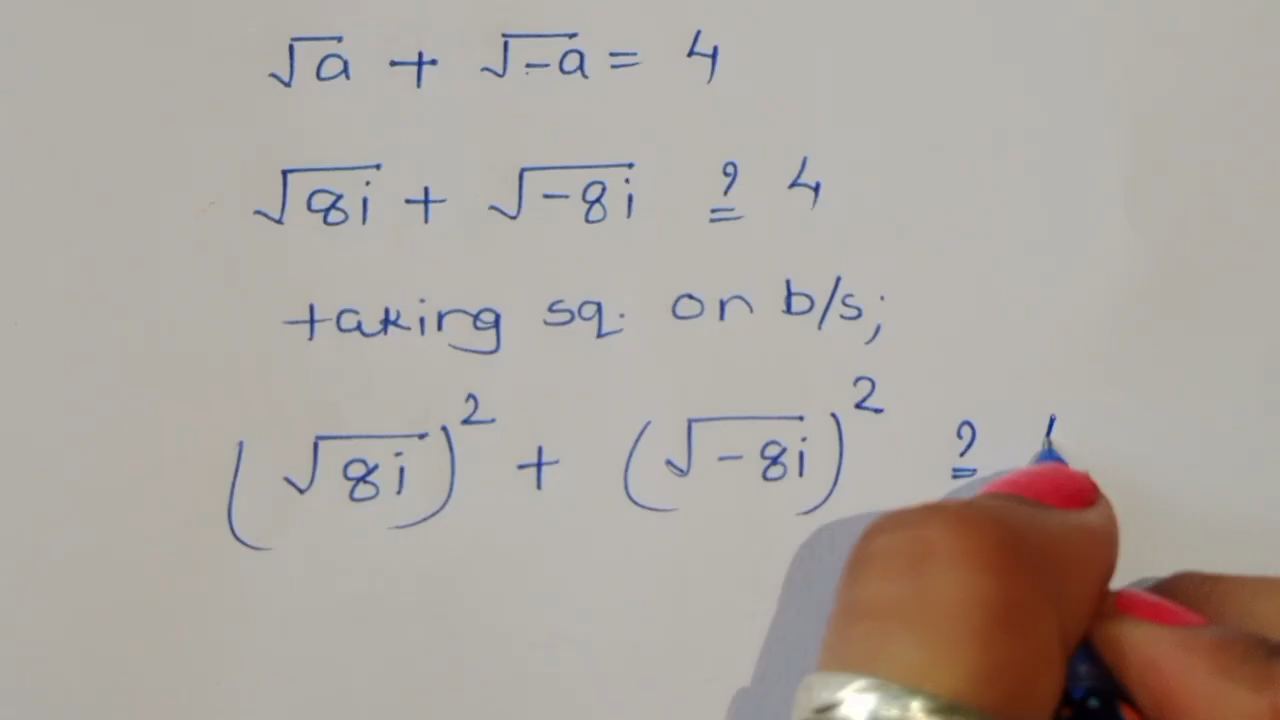 √a + √-a = 4
√8i + √-8i ≟ 4
taking sq. on b/s;
(√8i)² + (√-8i)² ≟